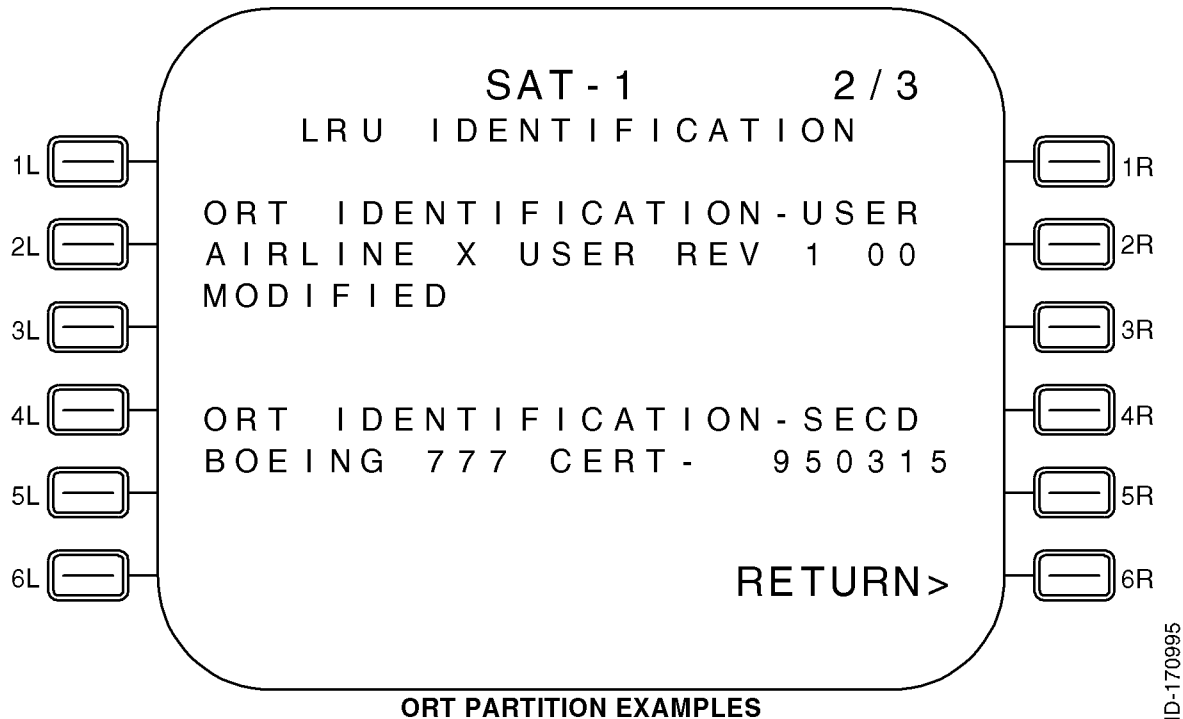 SAT-1 2/3
LRU IDENTIFICATION
1L 1R
ORT IDENTIFICATION-USER
2L AIRLINE X USER REV 1 00 2R
MODIFIED
3L 3R
4L ORT IDENTIFICATION-SECD 4R
BOEING 777 CERT- 950315
5L 5R
6L RETURN> 6R
ORT PARTITION EXAMPLES
ID-170995